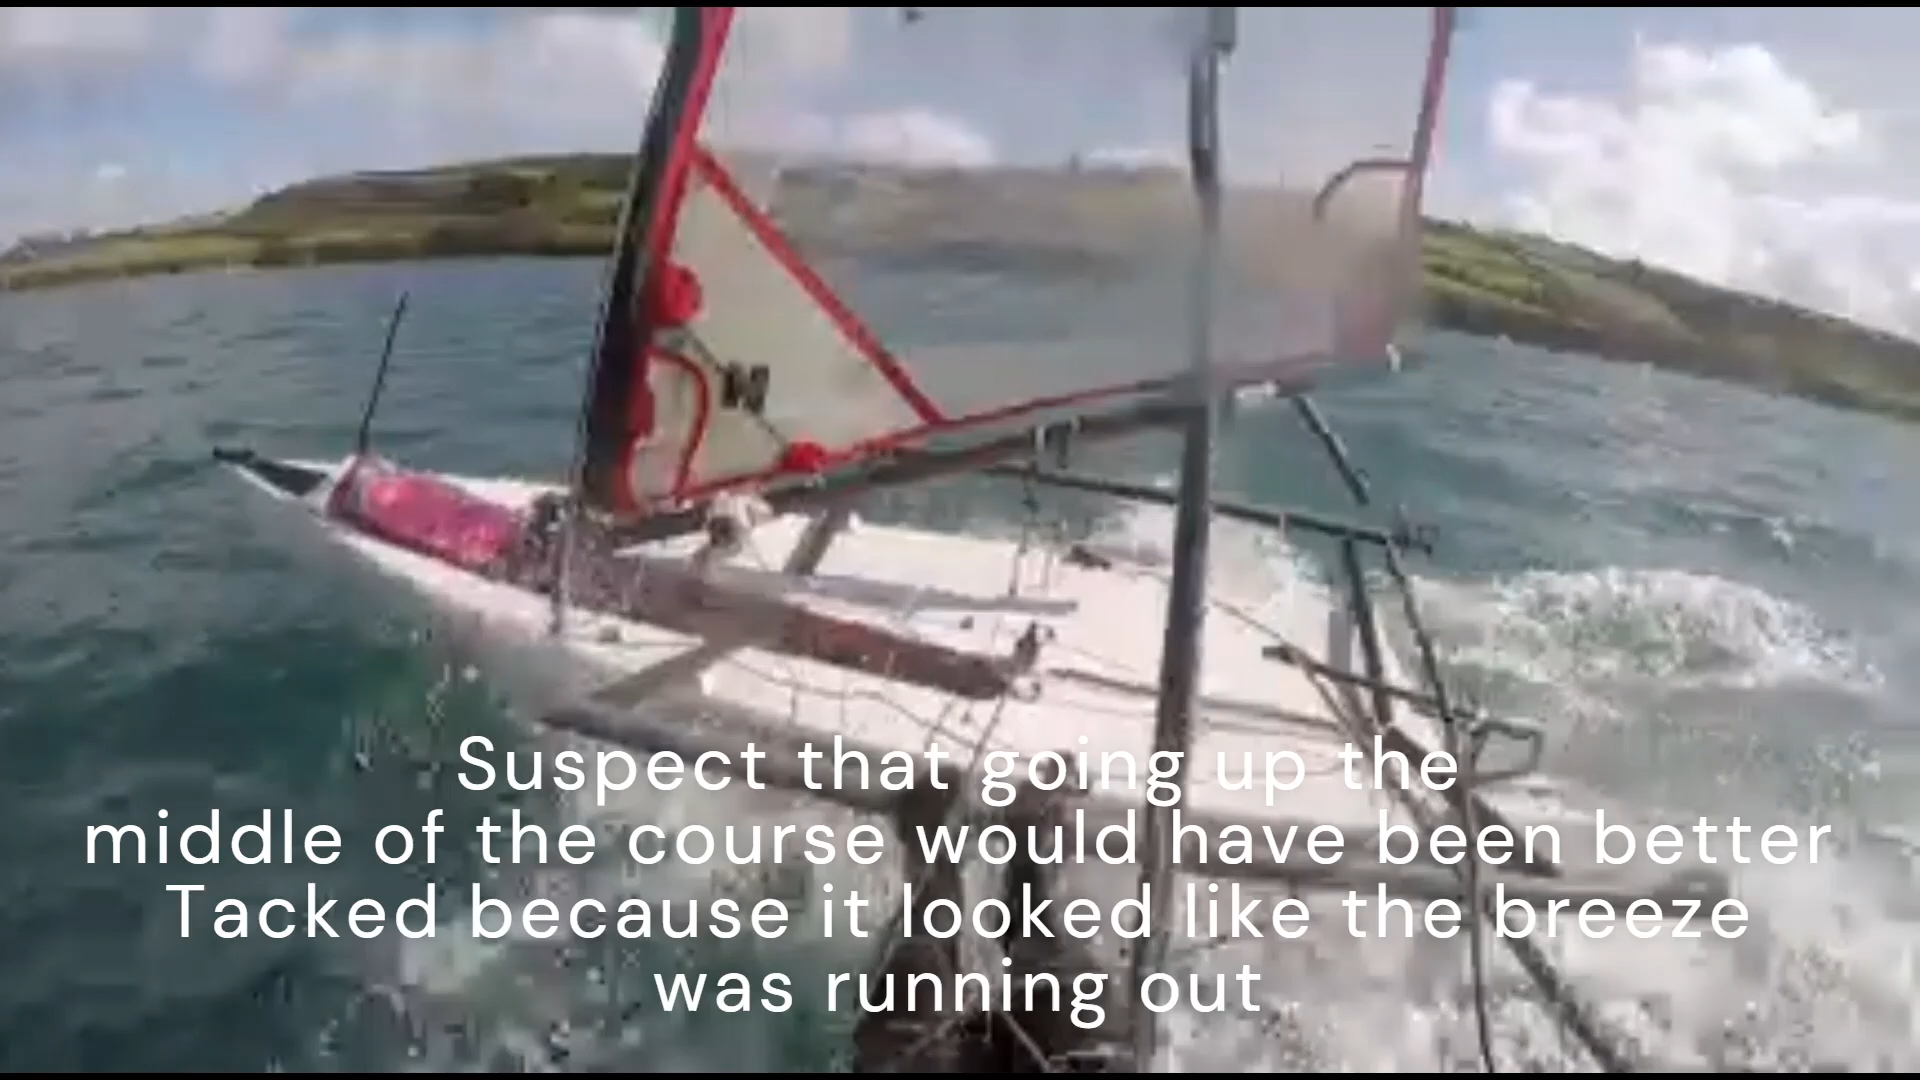 Suspect that going up the
middle of the course would have been better
Tacked because it looked like the breeze
was running out